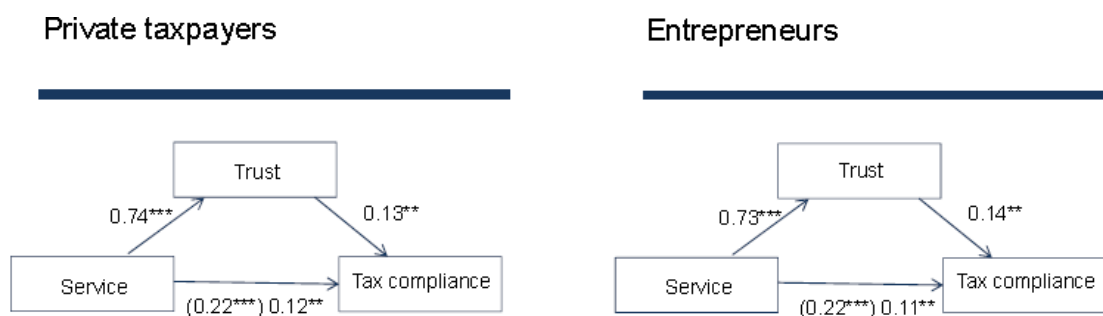 Private taxpayers
Trust
0.74***
0.13**
Service
Tax compliance
(0.22***) 0.12**
Entrepreneurs
Trust
0.73***
0.14**
Service
Tax compliance
(0.22***) 0.11**